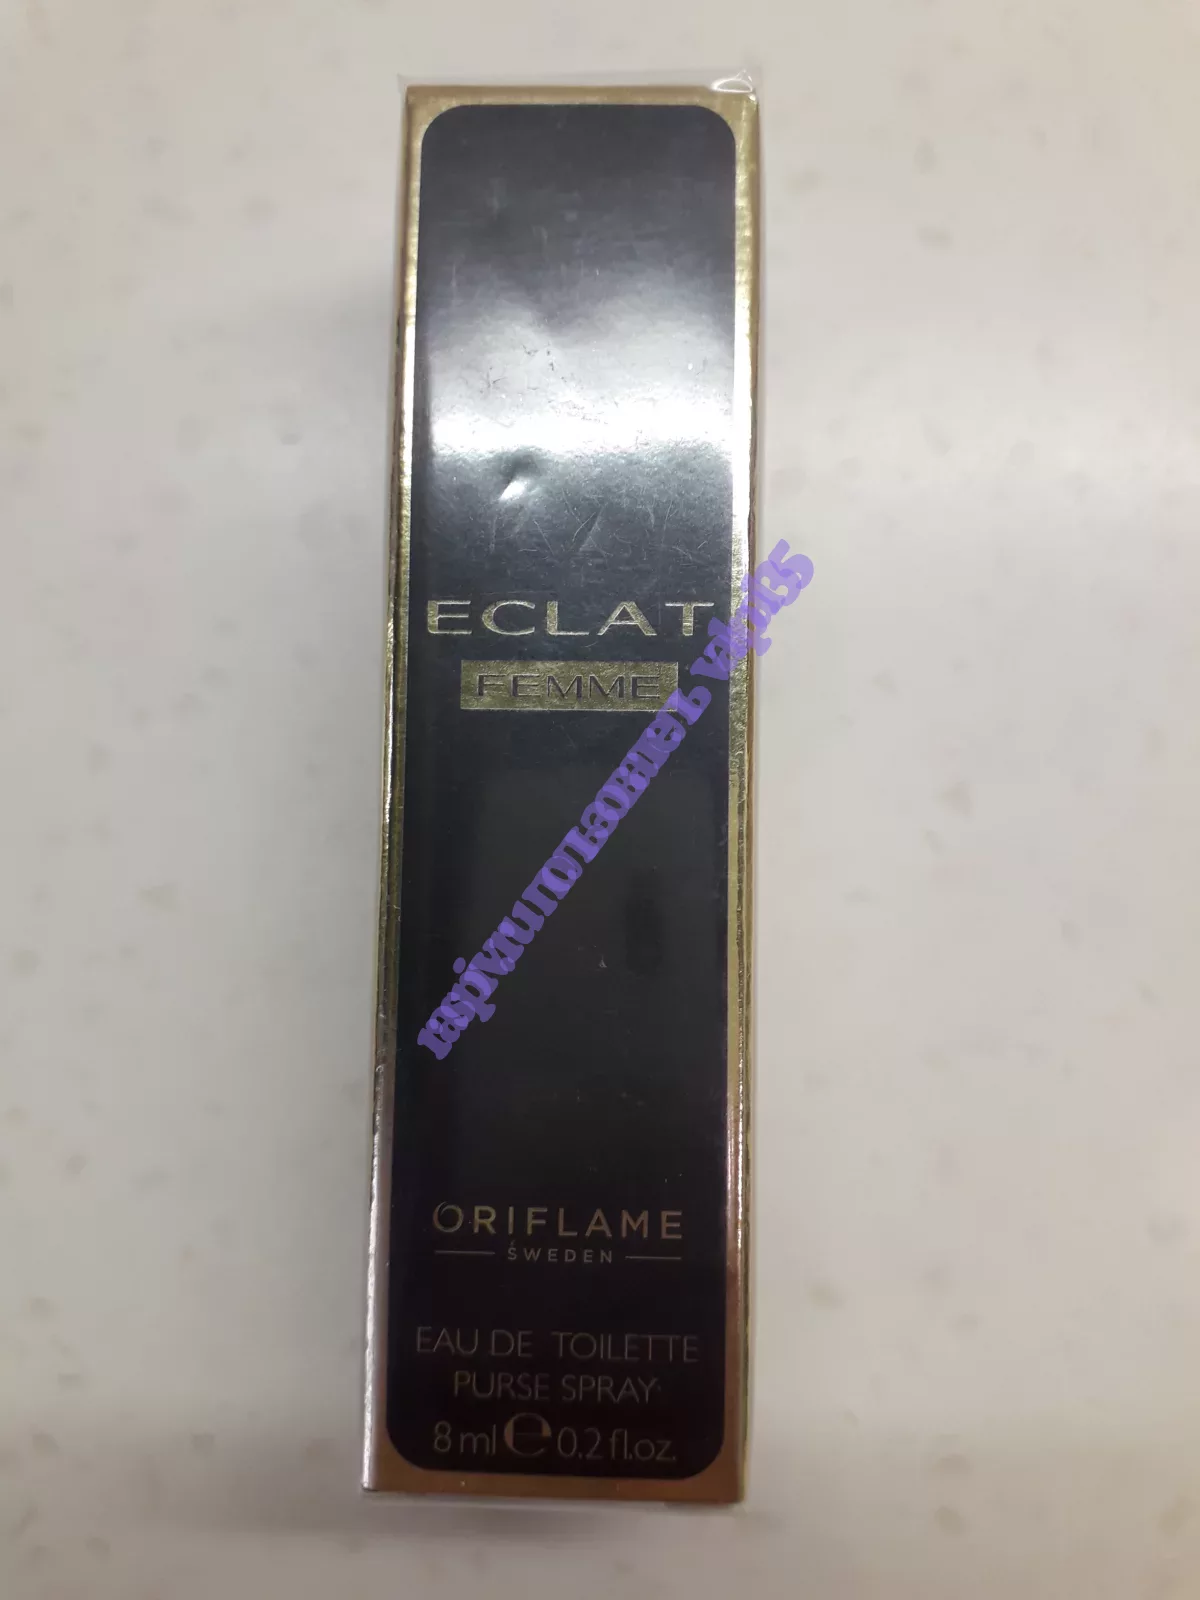 ECLAT
FEMME
ORIFLAME
SWEDEN
EAU DE TOILETTE
PURSE SPRAY
8 ml e 0.2 fl.oz.